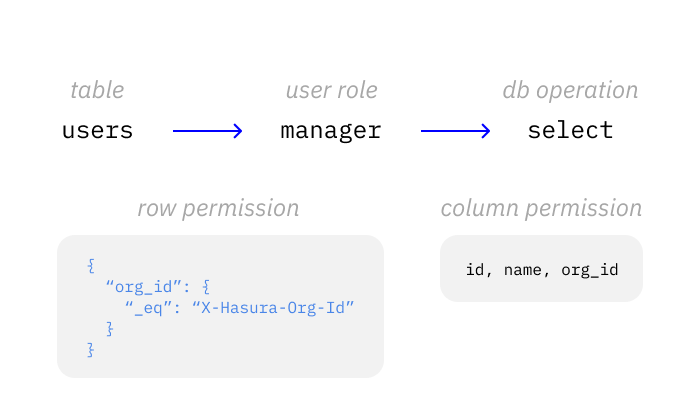 table user role db operation
users manager select
row permission column permission
{
“org_id”: {
“_eq”: “X-Hasura-Org-Id”
}
}
id, name, org_id